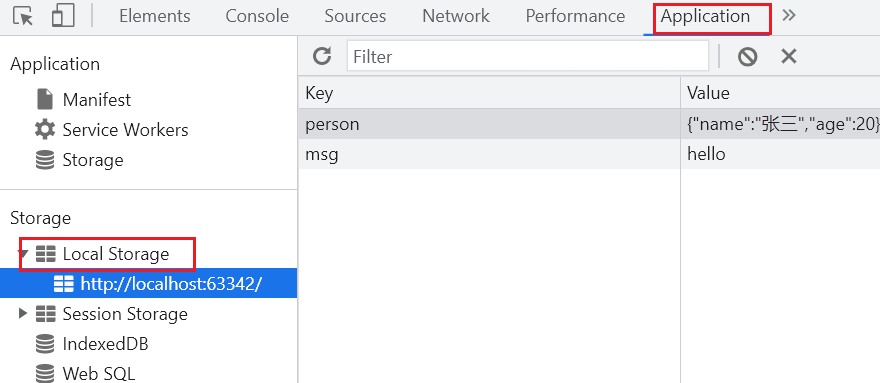 Elements Console Sources Network Performance Application »
Application
Manifest
Service Workers
Storage
Storage
Local Storage
http://localhost:63342/
Session Storage
IndexedDB
Web SQL
Filter
Key Value
person {"name":"张三","age":20}
msg hello